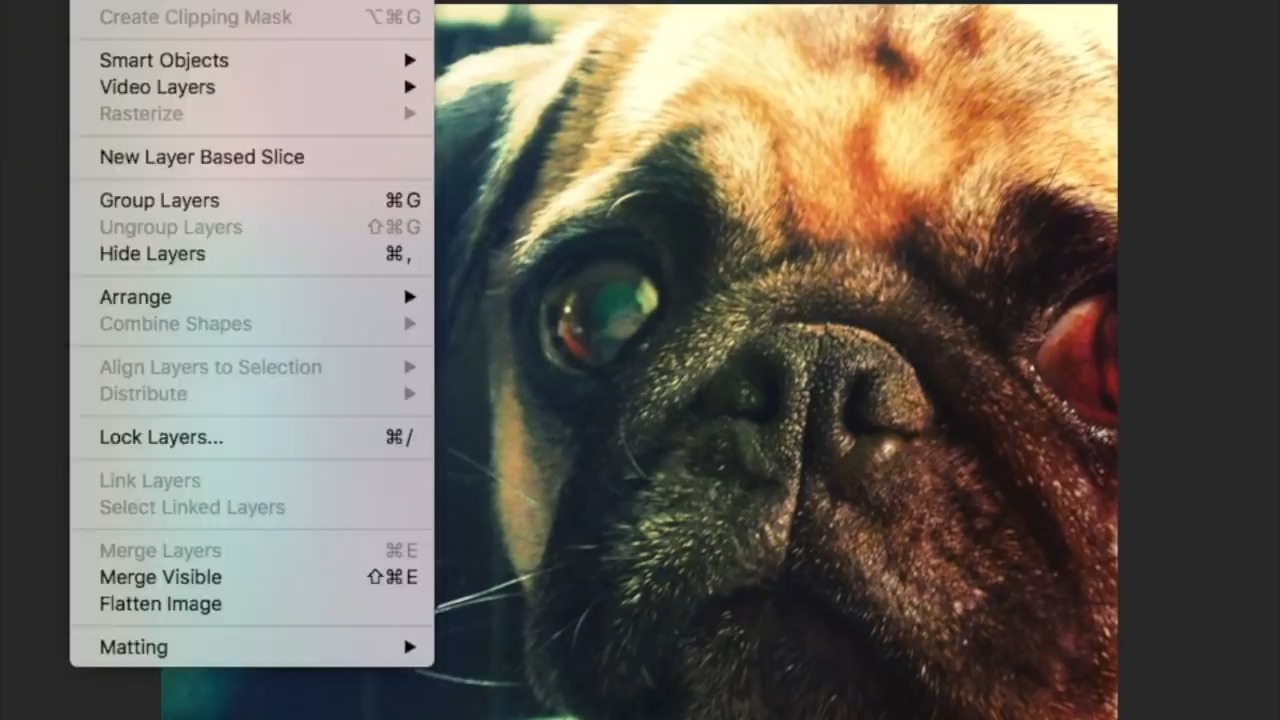 Create Clipping Mask ⌥⌘G
Smart Objects ▶
Video Layers ▶
Rasterize ▶
New Layer Based Slice
Group Layers ⌘G
Ungroup Layers ⇧⌘G
Hide Layers ⌘,
Arrange ▶
Combine Shapes ▶
Align Layers to Selection ▶
Distribute ▶
Lock Layers... ⌘/
Link Layers
Select Linked Layers
Merge Layers ⌘E
Merge Visible ⇧⌘E
Flatten Image
Matting ▶